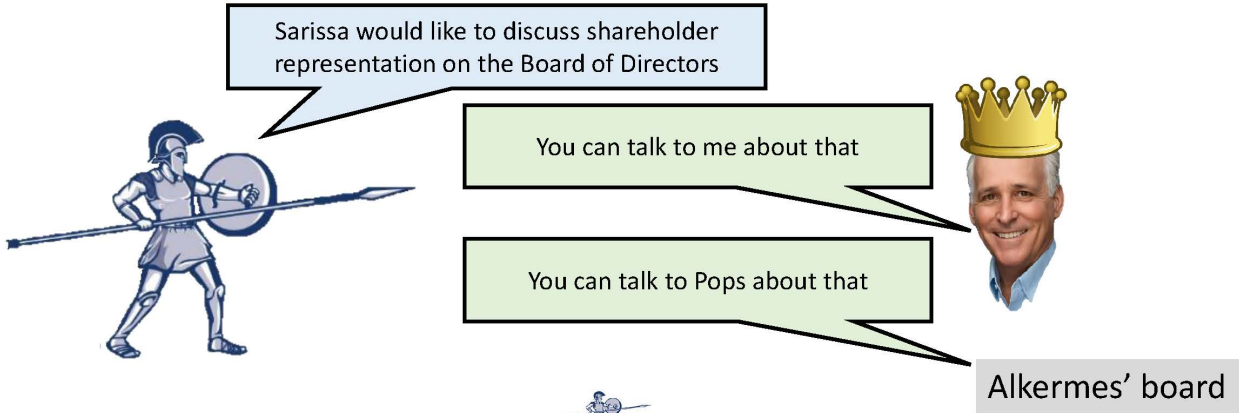 Sarissa would like to discuss shareholder
representation on the Board of Directors
You can talk to me about that
You can talk to Pops about that
Alkermes’ board